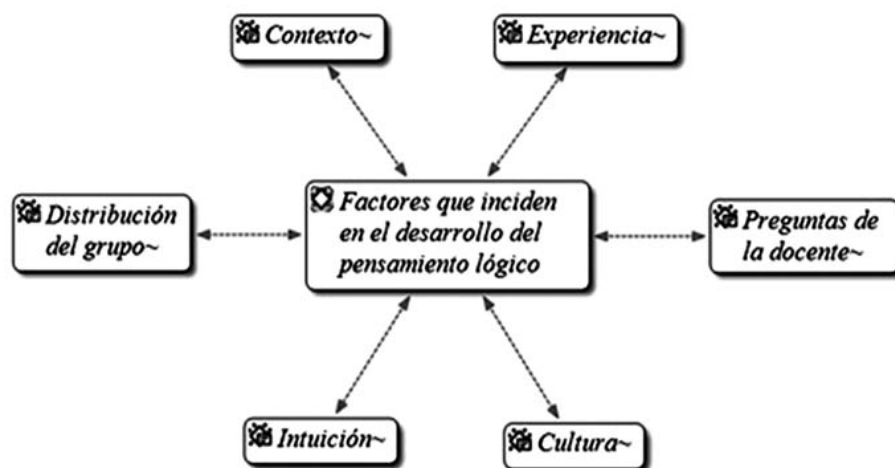 Contexto~
Experiencia~
Distribución
del grupo~
Factores que inciden
en el desarrollo del
pensamiento lógico
Preguntas de
la docente~
Intuición~
Cultura~